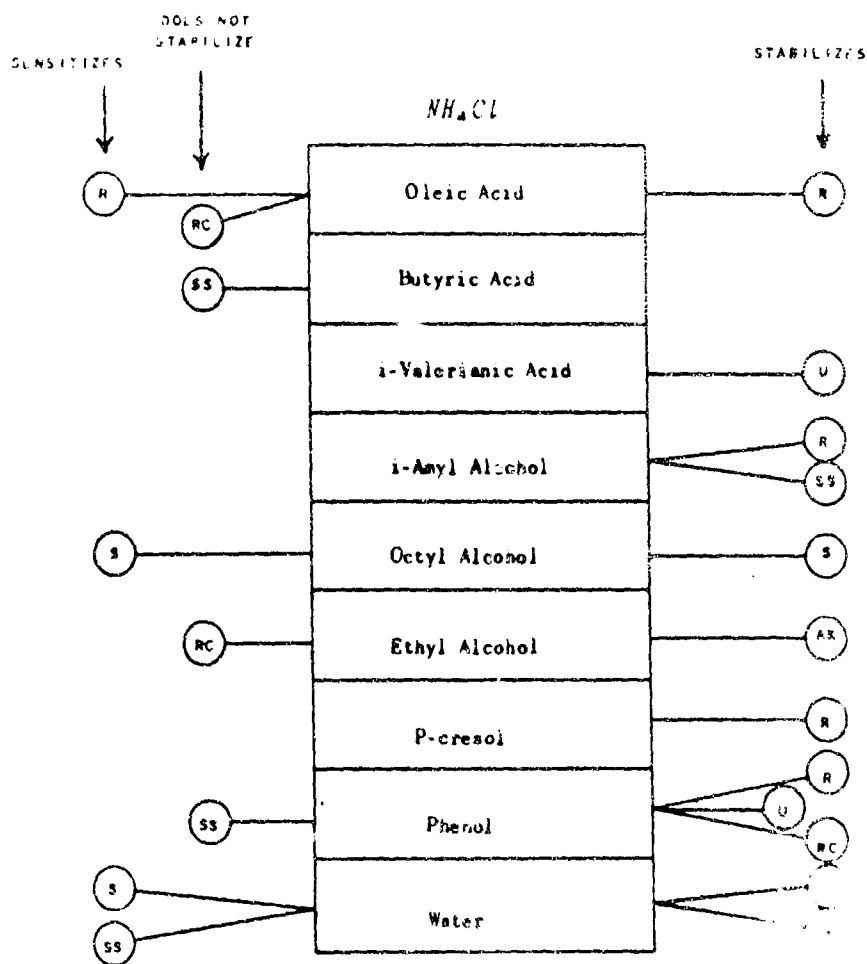 DOES NOT
STABILIZE
SENSITIZES
STABILIZES
NH₄Cl
R
Oleic Acid
R
RC
SS
Butyric Acid
i-Valerianic Acid
U
R
i-Amyl Alcohol
SS
S
Octyl Alcohol
S
RC
Ethyl Alcohol
AK
P-cresol
R
R
SS
Phenol
U
RC
S
Water
SS